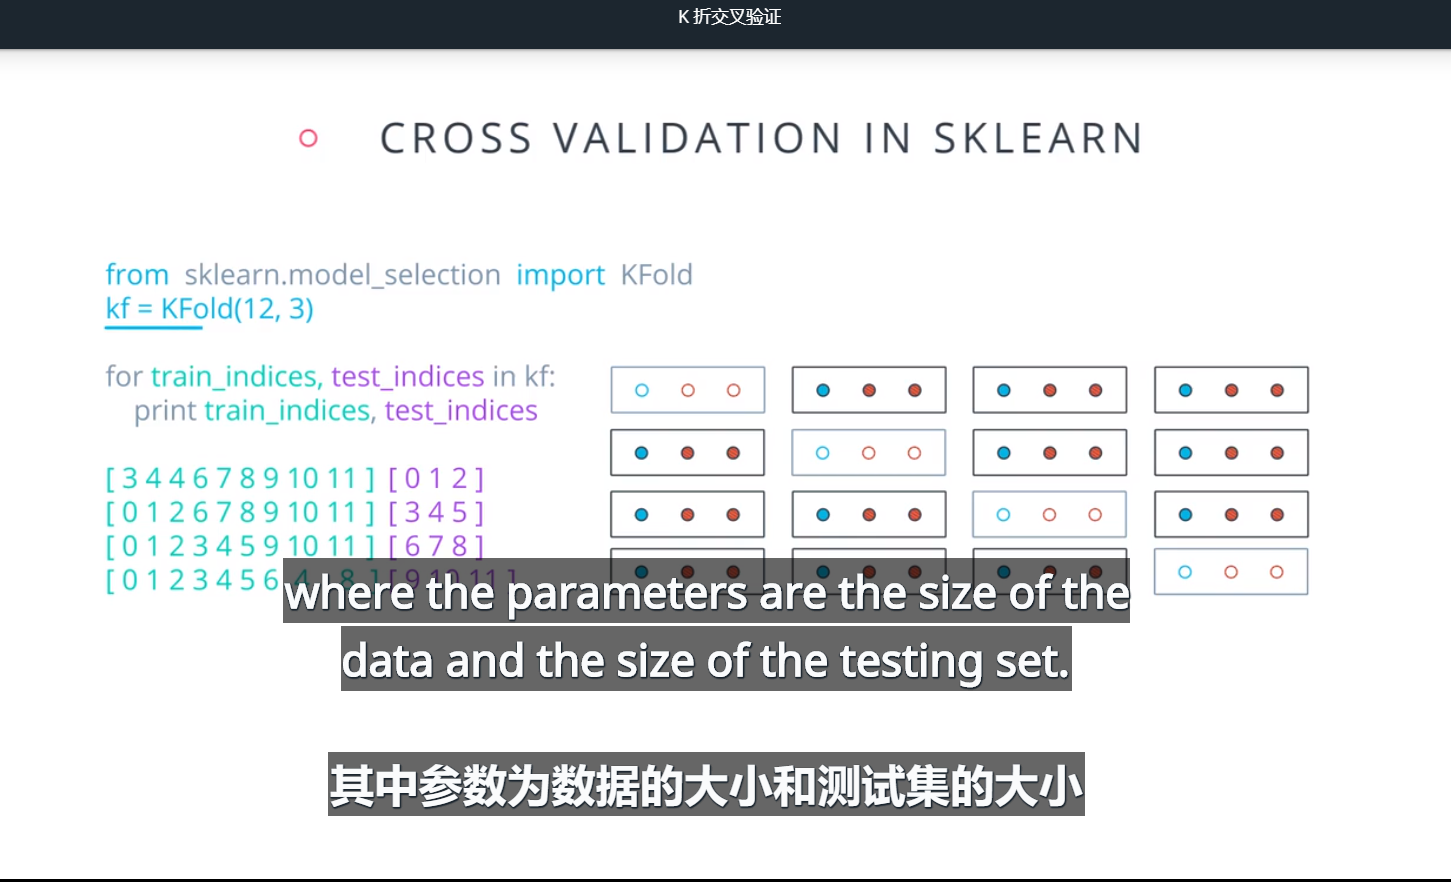 K 折交叉验证
CROSS VALIDATION IN SKLEARN
from sklearn.model_selection import KFold
kf = KFold(12, 3)
for train_indices, test_indices in kf:
print train_indices, test_indices
[ 3 4 4 6 7 8 9 10 11 ] [ 0 1 2 ]
[ 0 1 2 6 7 8 9 10 11 ] [ 3 4 5 ]
[ 0 1 2 3 4 5 9 10 11 ] [ 6 7 8 ]
[ 0 1 2 3 4 5 6 4 8 ] [ 9 10 11 ]
where the parameters are the size of the
data and the size of the testing set.
其中参数为数据的大小和测试集的大小